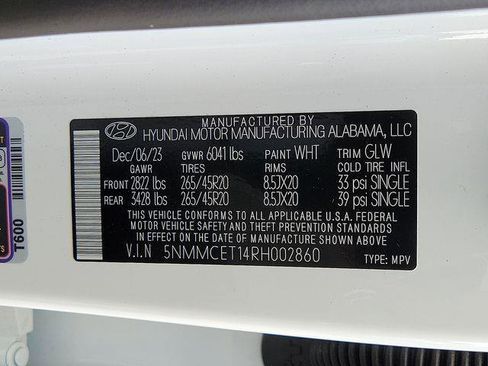 MANUFACTURED BY
HYUNDAI MOTOR MANUFACTURING ALABAMA, LLC
Dec/06/23 GVWR 6041 lbs PAINT WHT TRIM GLW
GAWR TIRES RIMS COLD TIRE INFL
FRONT 2822 lbs 265/45R20 8.5JX20 33 psi SINGLE
REAR 3428 lbs 265/45R20 8.5JX20 39 psi SINGLE
THIS VEHICLE CONFORMS TO ALL APPLICABLE U.S.A. FEDERAL
MOTOR VEHICLE SAFETY AND THEFT PREVENTION STANDARDS
IN EFFECT ON THE DATE OF MANUFACTURE SHOWN ABOVE.
V.I.N 5NMMCET14RH002860 TYPE: MPV
T600